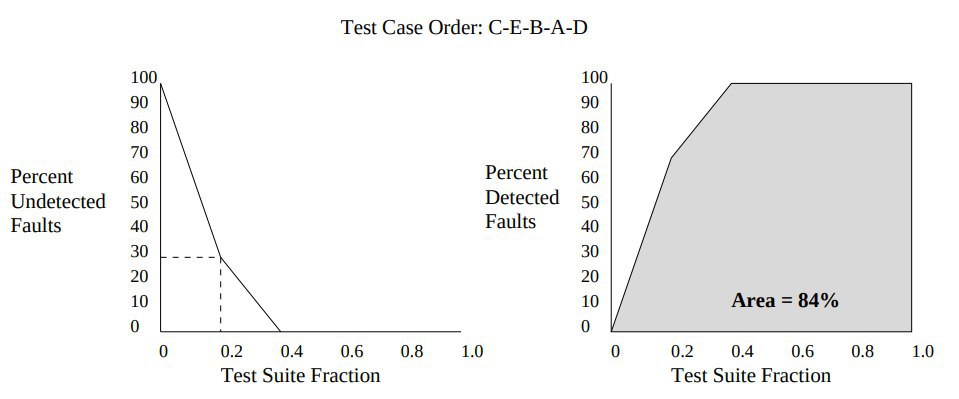 Test Case Order: C-E-B-A-D
100
90
80
70
60
50
40
30
20
10
0
Percent
Undetected
Faults
0 0.2 0.4 0.6 0.8 1.0
Test Suite Fraction
100
90
80
70
60
50
40
30
20
10
0
Percent
Detected
Faults
Area = 84%
0 0.2 0.4 0.6 0.8 1.0
Test Suite Fraction